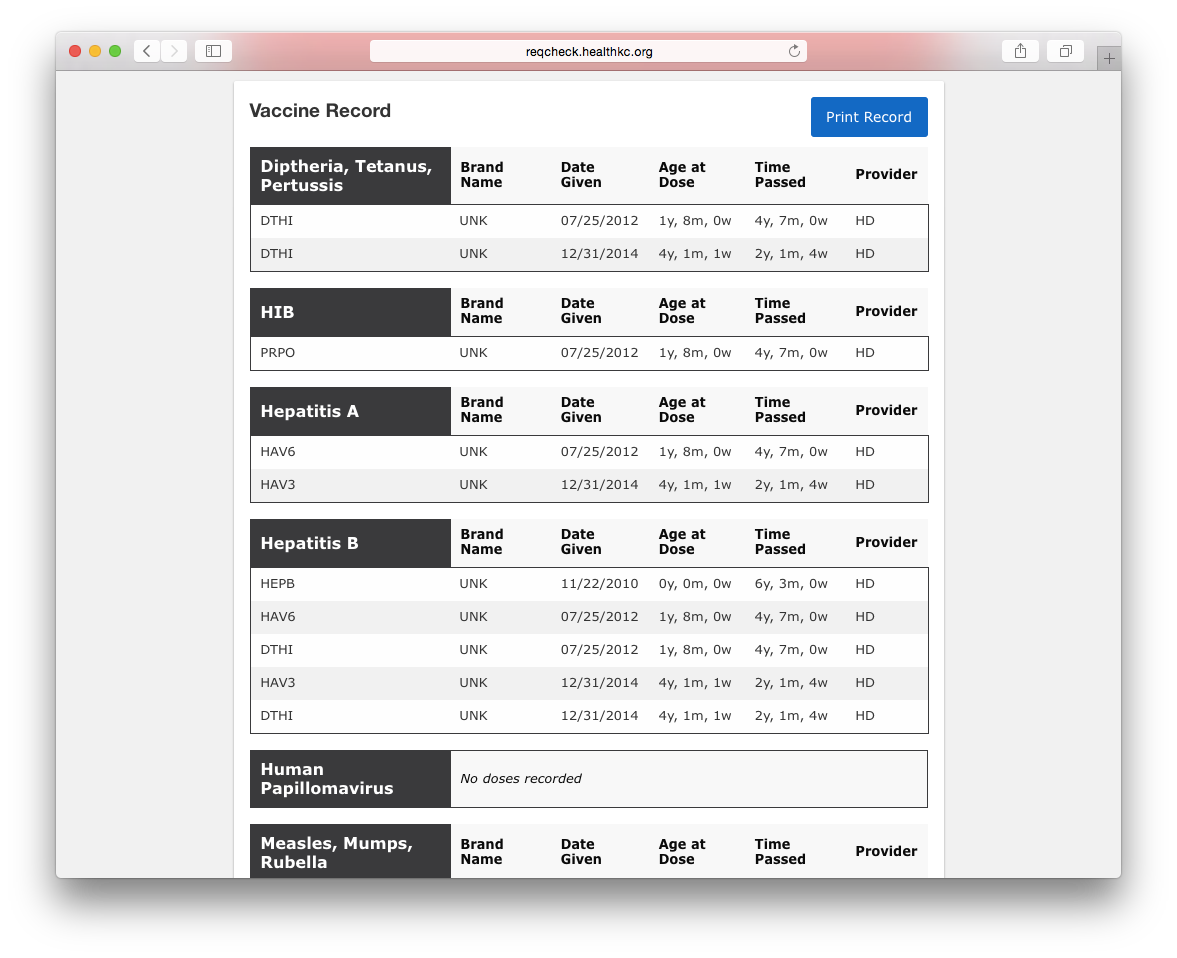 reqcheck.healthkc.org
Vaccine Record
Print Record
Diptheria, Tetanus,
Pertussis
Brand
Name
Date
Given
Age at
Dose
Time
Passed
Provider
DTHI UNK 07/25/2012 1y, 8m, 0w 4y, 7m, 0w HD
DTHI UNK 12/31/2014 4y, 1m, 1w 2y, 1m, 4w HD
HIB
Brand
Name
Date
Given
Age at
Dose
Time
Passed
Provider
PRPO UNK 07/25/2012 1y, 8m, 0w 4y, 7m, 0w HD
Hepatitis A
Brand
Name
Date
Given
Age at
Dose
Time
Passed
Provider
HAV6 UNK 07/25/2012 1y, 8m, 0w 4y, 7m, 0w HD
HAV3 UNK 12/31/2014 4y, 1m, 1w 2y, 1m, 4w HD
Hepatitis B
Brand
Name
Date
Given
Age at
Dose
Time
Passed
Provider
HEPB UNK 11/22/2010 0y, 0m, 0w 6y, 3m, 0w HD
HAV6 UNK 07/25/2012 1y, 8m, 0w 4y, 7m, 0w HD
DTHI UNK 07/25/2012 1y, 8m, 0w 4y, 7m, 0w HD
HAV3 UNK 12/31/2014 4y, 1m, 1w 2y, 1m, 4w HD
DTHI UNK 12/31/2014 4y, 1m, 1w 2y, 1m, 4w HD
Human
Papillomavirus
No doses recorded
Measles, Mumps,
Rubella
Brand
Name
Date
Given
Age at
Dose
Time
Passed
Provider